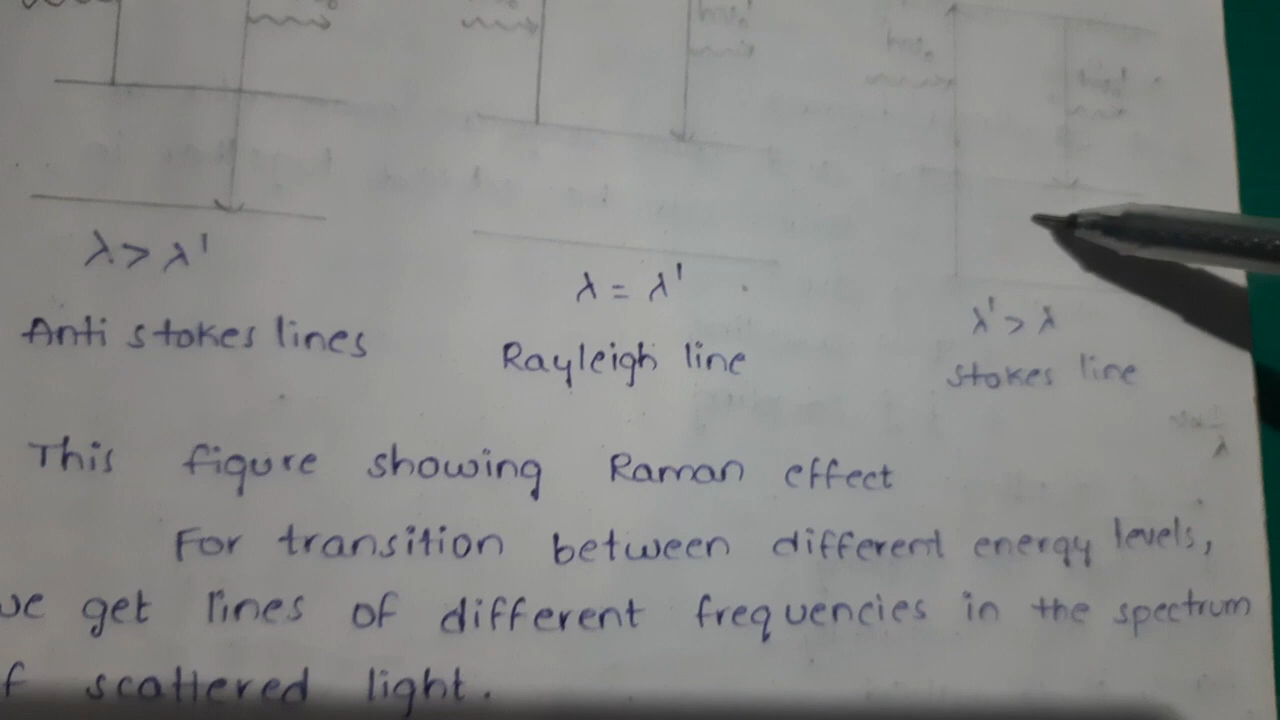 λ > λ'
λ = λ'
λ' > λ
Anti stokes lines
Rayleigh line
stokes line
This figure showing Raman effect
For transition between different energy levels,
get lines of different frequencies in the spectrum
scattered light.